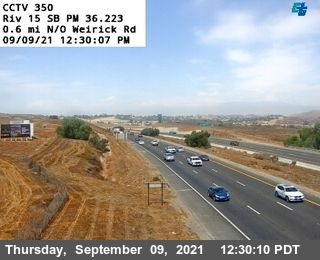 CCTV 350
Riv 15 SB PM 36.223
0.6 mi N/O Weirick Rd
09/09/21 12:30:07 PM
Thursday, September 09, 2021 12:30:10 PDT